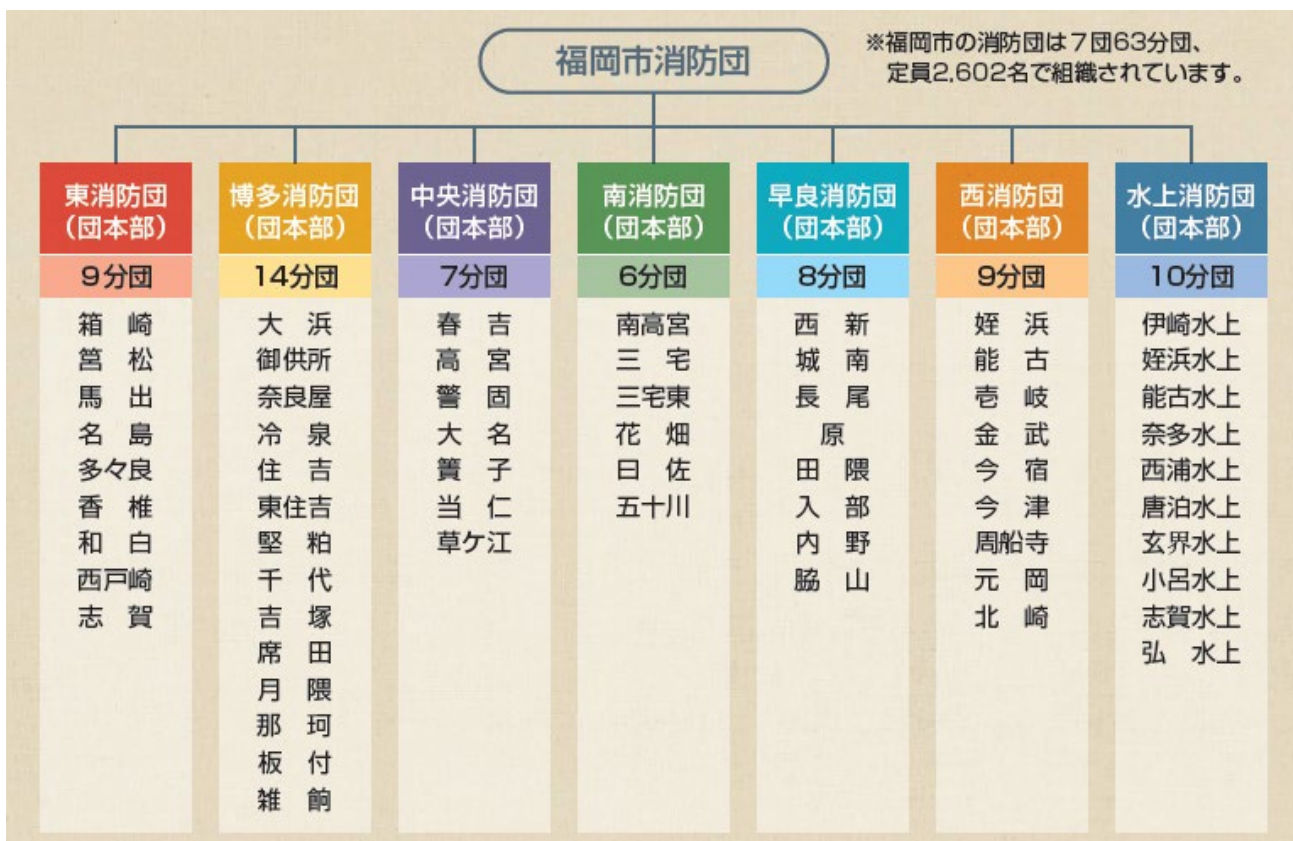 福岡市消防団
※福岡市の消防団は7団63分団、
定員2,602名で組織されています。
東消防団
(団本部)
9分団
箱崎
筥松
馬出
名島
多々良
香椎
和白
西戸崎
志賀
博多消防団
(団本部)
14分団
大浜
御供所
奈良屋
冷泉
住吉
東住吉
堅粕
千代
吉塚
席田
月隈
那珂
板付
雑餉
中央消防団
(団本部)
7分団
春吉
高宮
警固
大名
簀子
当仁
草ケ江
南消防団
(団本部)
6分団
南高宮
三宅
三宅東
花畑
曰佐
五十川
早良消防団
(団本部)
8分団
西新
城南
長尾
原
田隈
入部
内野
脇山
西消防団
(団本部)
9分団
姪浜
能古
壱岐
金武
今宿
今津
周船寺
元岡
北崎
水上消防団
(団本部)
10分団
伊崎水上
姪浜水上
能古水上
奈多水上
西浦水上
唐泊水上
玄界水上
小呂水上
志賀水上
弘 水上